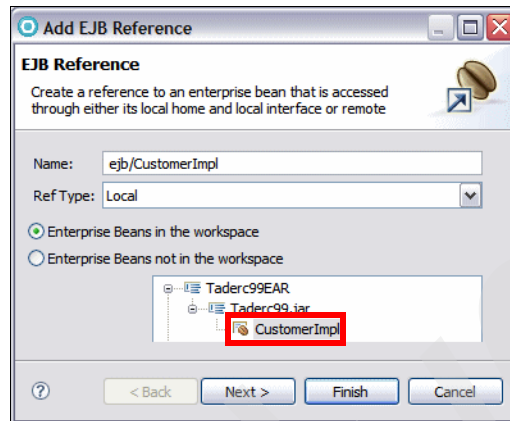 Add EJB Reference
EJB Reference
Create a reference to an enterprise bean that is accessed
through either its local home and local interface or remote
Name: ejb/CustomerImpl
Ref Type: Local
Enterprise Beans in the workspace
Enterprise Beans not in the workspace
Taderc99EAR
Taderc99.jar
CustomerImpl
? < Back Next > Finish Cancel